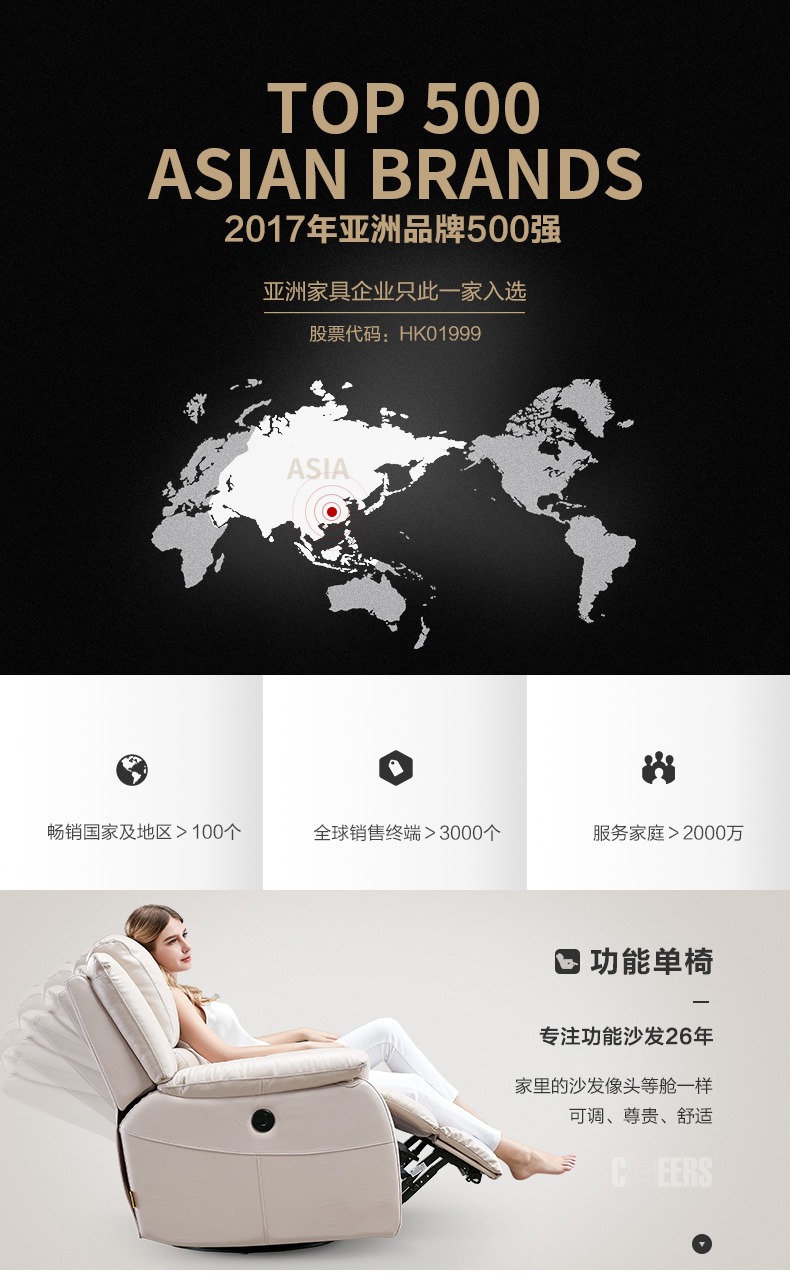 TOP 500
ASIAN BRANDS
2017年亚洲品牌500强
亚洲家具企业只此一家入选
股票代码：HK01999
ASIA
畅销国家及地区＞100个
全球销售终端＞3000个
服务家庭＞2000万
功能单椅
专注功能沙发26年
家里的沙发像头等舱一样
可调、尊贵、舒适
CHEERS